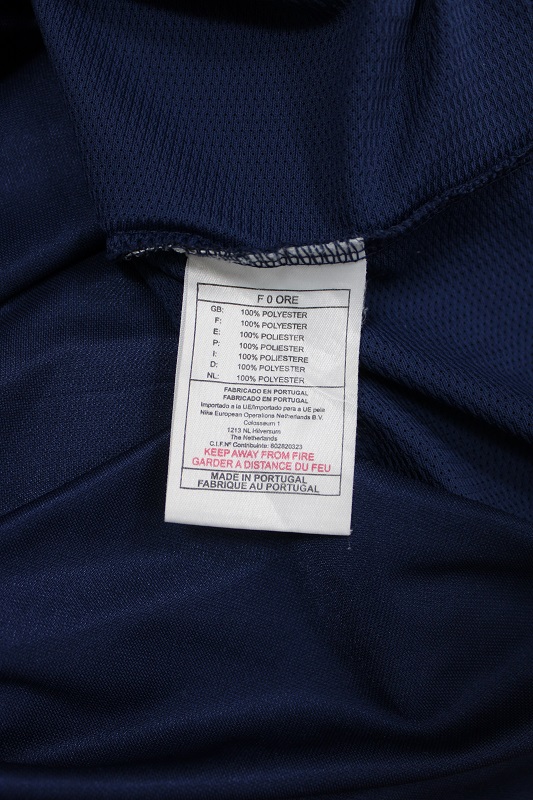 F 0 ORE
GB: 100% POLYESTER
F: 100% POLYESTER
E: 100% POLIESTER
P: 100% POLIESTER
I: 100% POLIESTERE
D: 100% POLYESTER
NL: 100% POLYESTER
FABRICADO EN PORTUGAL
FABRICADO EM PORTUGAL
Importado a la UE/Importado para a UE pela
Nike European Operations Netherlands B.V.
Colosseum 1
1213 NL Hilversum
The Netherlands
C.I.F.Nº Contribuinte: 802820323
KEEP AWAY FROM FIRE
GARDER A DISTANCE DU FEU
MADE IN PORTUGAL
FABRIQUE AU PORTUGAL